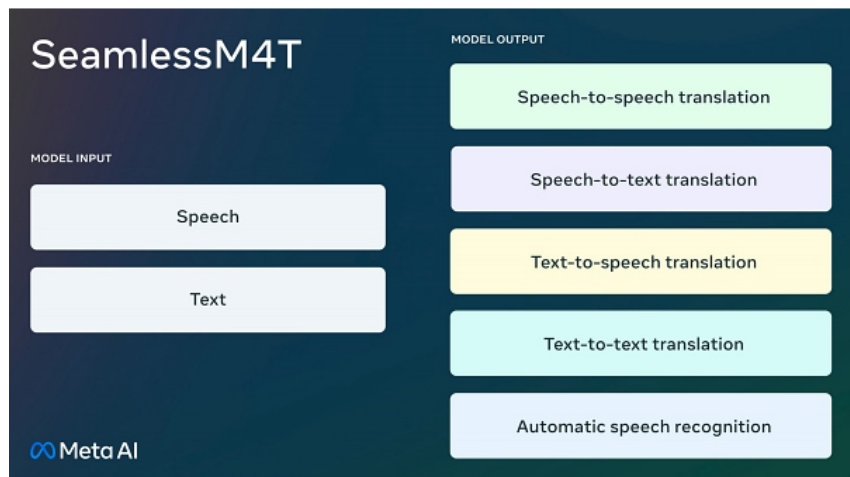 SeamlessM4T
MODEL INPUT
Speech
Text
MODEL OUTPUT
Speech-to-speech translation
Speech-to-text translation
Text-to-speech translation
Text-to-text translation
Automatic speech recognition
Meta AI